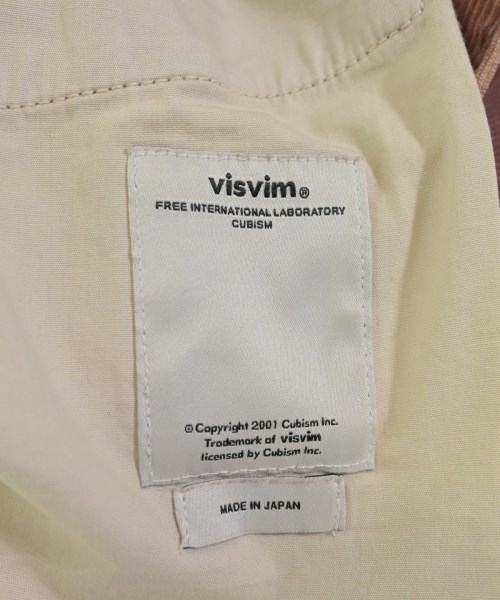 visvim®
FREE INTERNATIONAL LABORATORY
CUBISM
© Copyright 2001 Cubism Inc.
Trademark of visvim
licensed by Cubism Inc.
MADE IN JAPAN